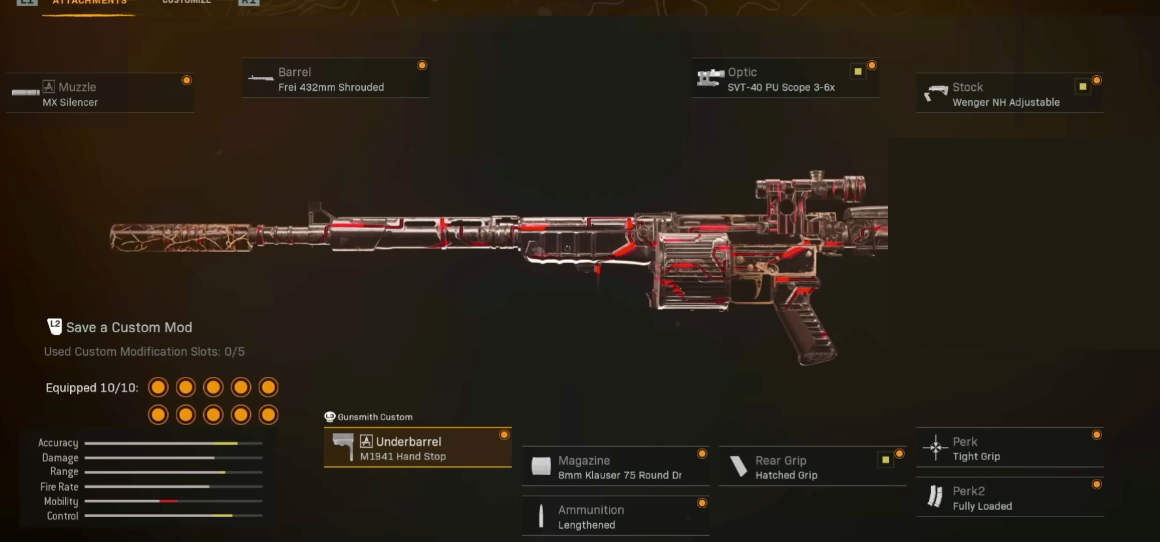 L1 ATTACHMENTS CUSTOMIZE R1
Muzzle
MX Silencer
Barrel
Frei 432mm Shrouded
Optic
SVT-40 PU Scope 3-6x
Stock
Wenger NH Adjustable
L2 Save a Custom Mod
Used Custom Modification Slots: 0/5
Equipped 10/10:
Accuracy
Damage
Range
Fire Rate
Mobility
Control
Gunsmith Custom
Underbarrel
M1941 Hand Stop
Magazine
8mm Klauser 75 Round Dr
Ammunition
Lengthened
Rear Grip
Hatched Grip
Perk
Tight Grip
Perk2
Fully Loaded